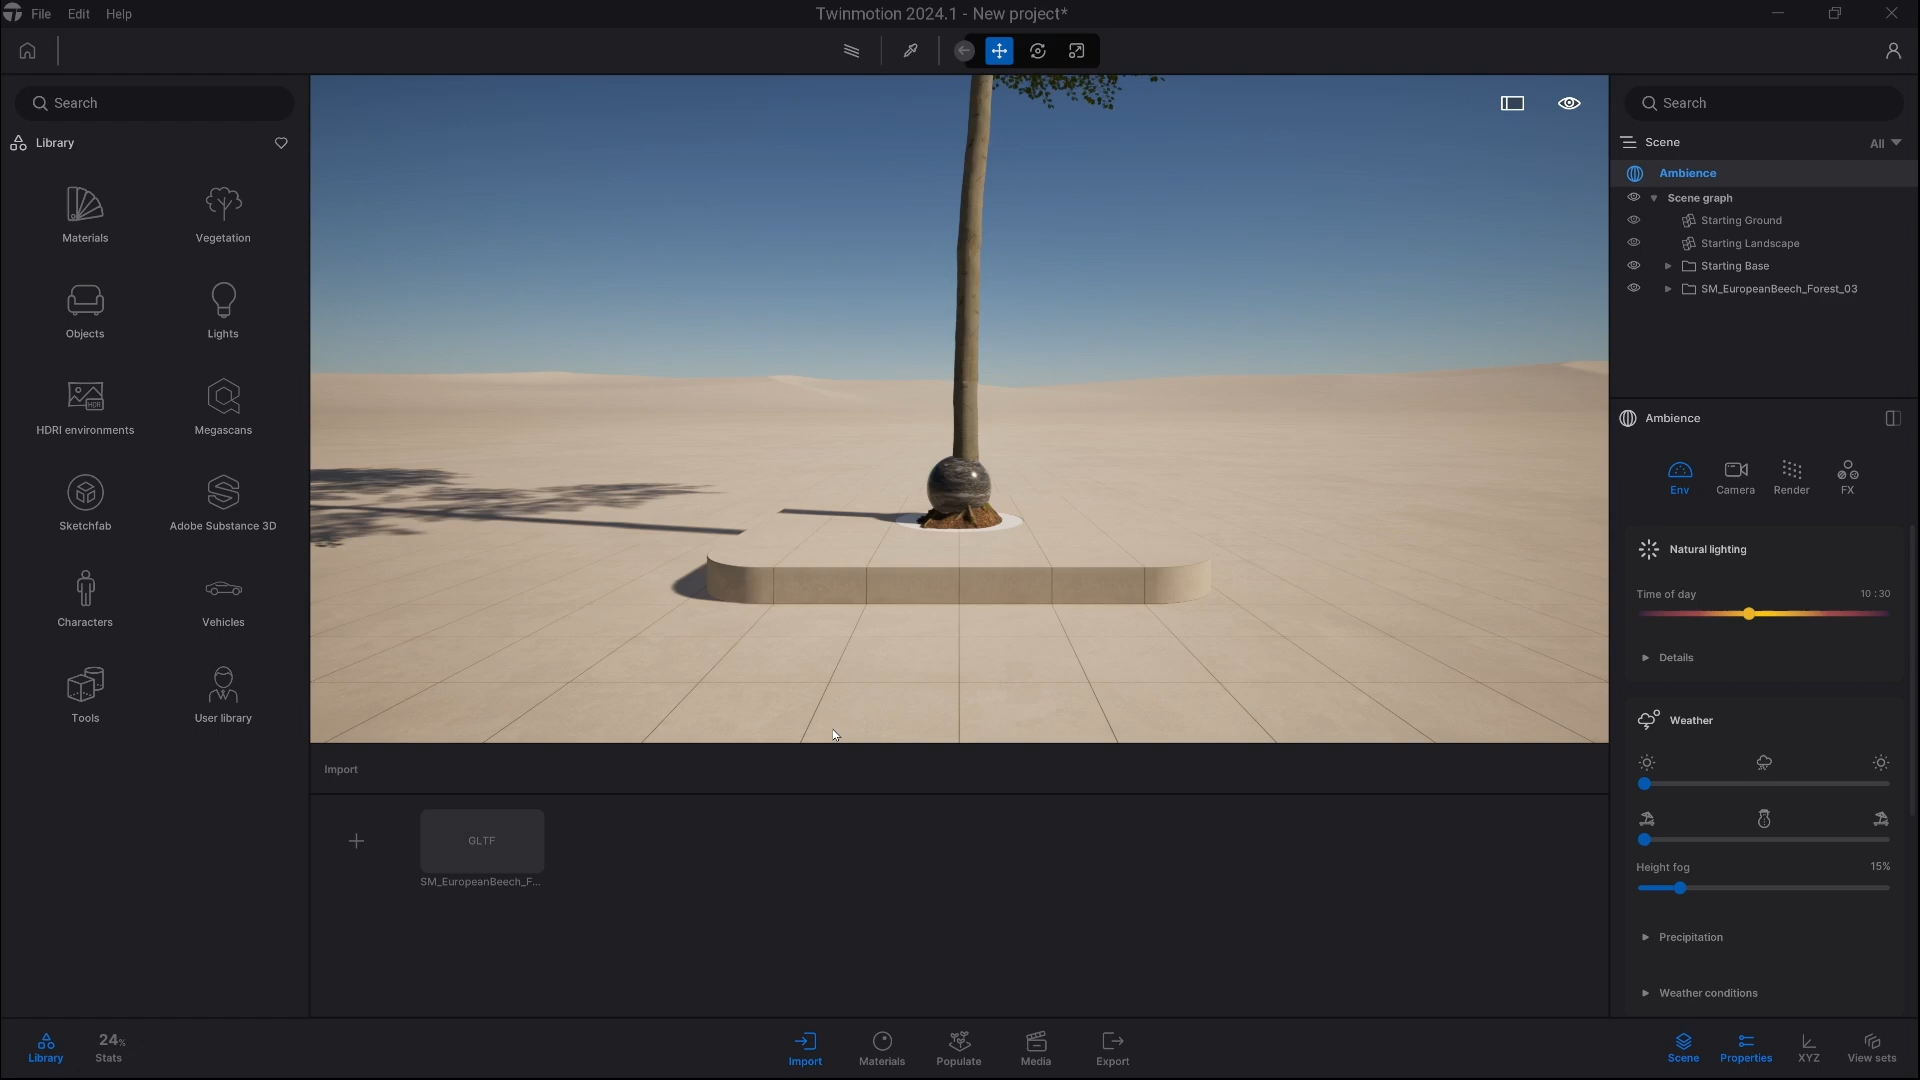 File Edit Help
Twinmotion 2024.1 - New project*
Search
Library
Materials
Vegetation
Objects
Lights
HDR
HDRI environments
Megascans
Sketchfab
Adobe Substance 3D
Characters
Vehicles
Tools
User library
Search
Scene
All
Ambience
Scene graph
Starting Ground
Starting Landscape
Starting Base
SM_EuropeanBeech_Forest_03
Ambience
Env
Camera
Render
FX
Natural lighting
Time of day 10 : 30
Details
Weather
Height fog 15%
Precipitation
Weather conditions
Import
GLTF
SM_EuropeanBeech_F...
Library
24%
Stats
Import
Materials
Populate
Media
Export
Scene
Properties
XYZ
View sets